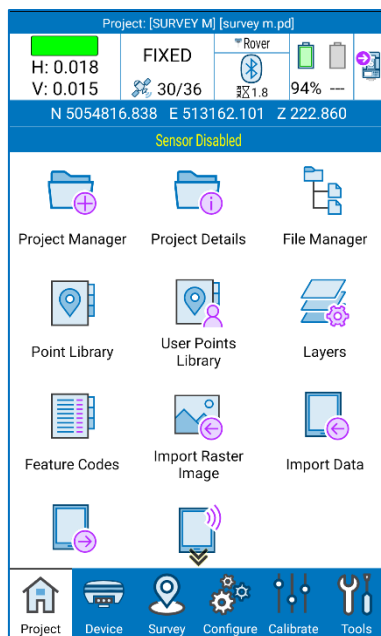 Project: [SURVEY M] [survey m.pd]
H: 0.018
V: 0.015
FIXED
30/36
Rover
1.8
94%
---
N 5054816.838 E 513162.101 Z 222.860
Sensor Disabled
Project Manager
Project Details
File Manager
Point Library
User Points
Library
Layers
Feature Codes
Import Raster
Image
Import Data
Project
Device
Survey
Configure
Calibrate
Tools